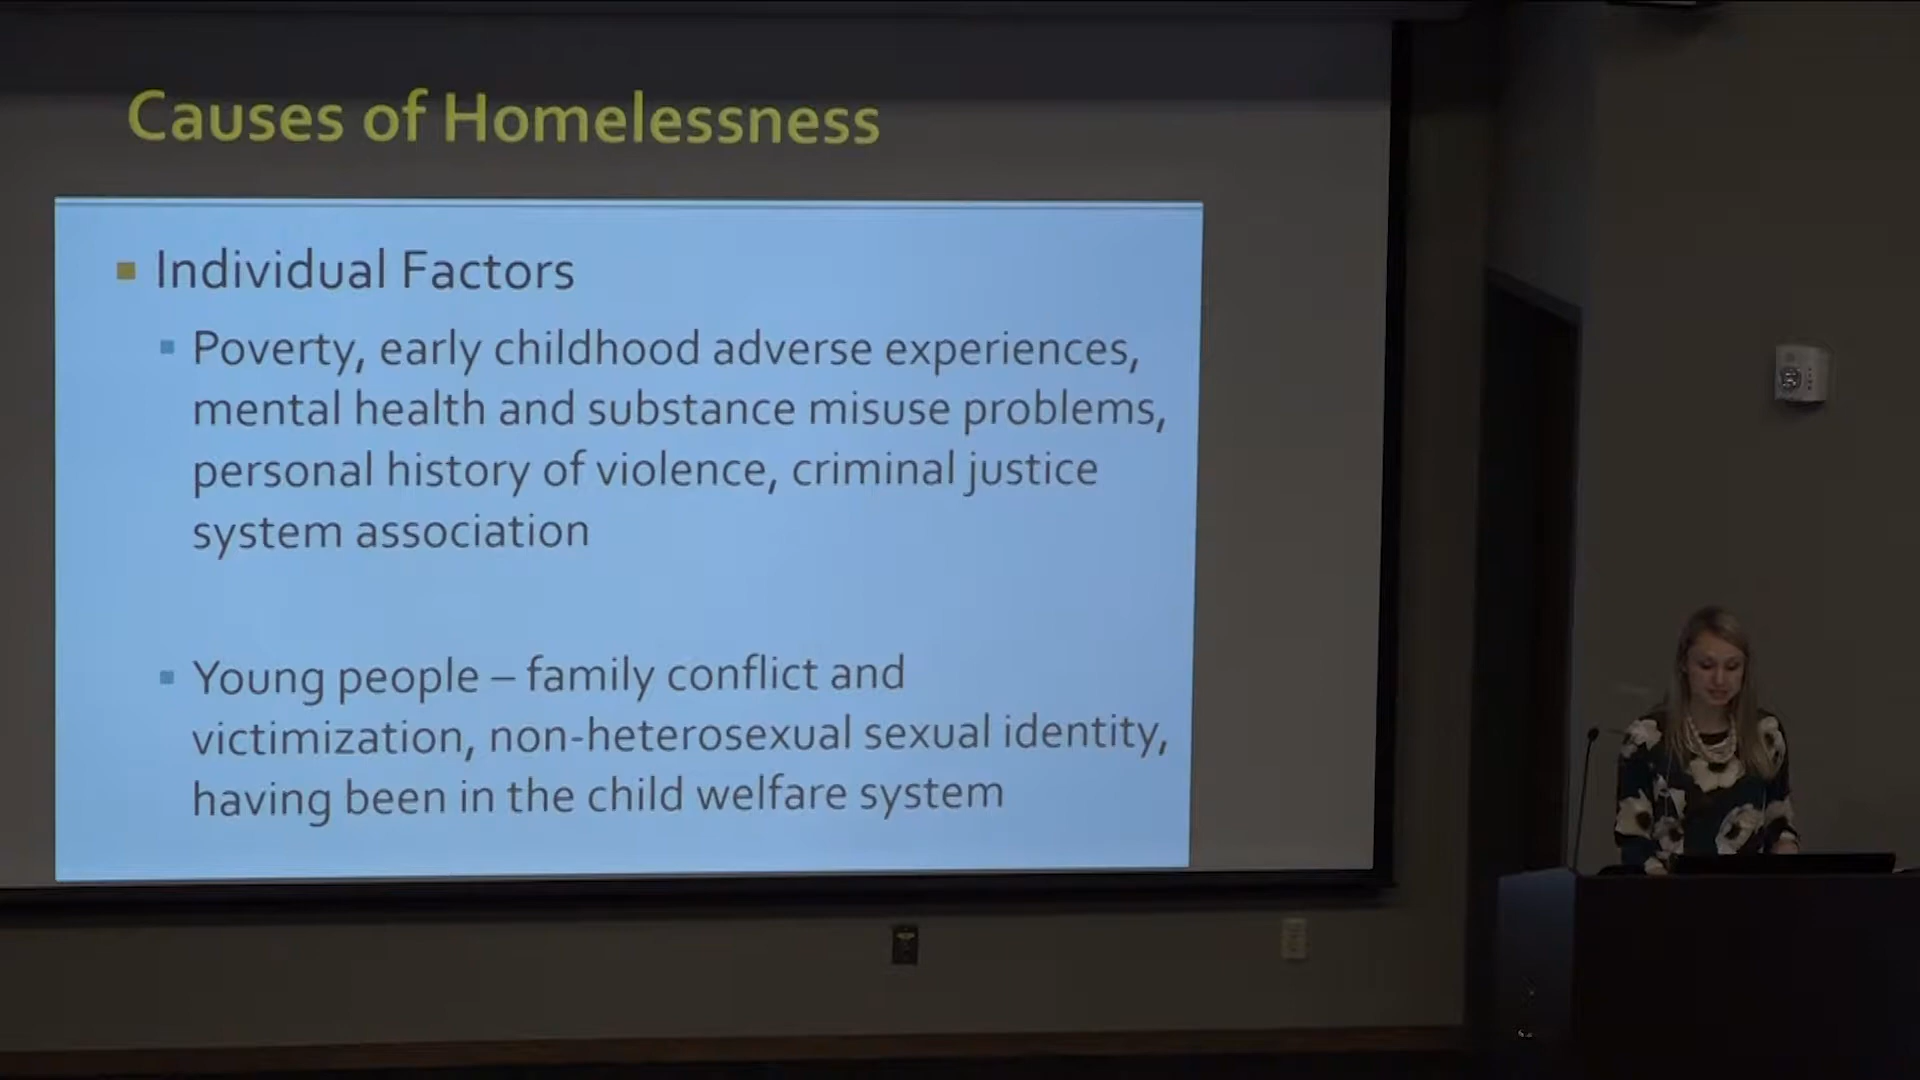 Causes of Homelessness
Individual Factors
Poverty, early childhood adverse experiences,
mental health and substance misuse problems,
personal history of violence, criminal justice
system association
Young people – family conflict and
victimization, non-heterosexual sexual identity,
having been in the child welfare system